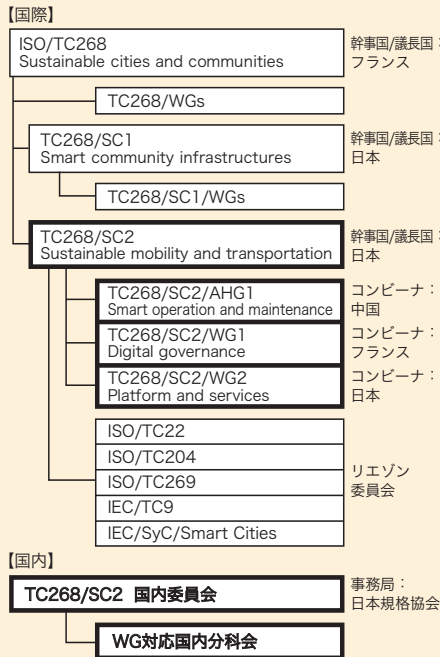 【国際】
ISO/TC268
Sustainable cities and communities
幹事国/議長国：
フランス
TC268/WGs
TC268/SC1
Smart community infrastructures
幹事国/議長国：
日本
TC268/SC1/WGs
TC268/SC2
Sustainable mobility and transportation
幹事国/議長国：
日本
TC268/SC2/AHG1
Smart operation and maintenance
コンビーナ：
中国
TC268/SC2/WG1
Digital governance
コンビーナ：
フランス
TC268/SC2/WG2
Platform and services
コンビーナ：
日本
ISO/TC22
ISO/TC204
ISO/TC269
IEC/TC9
IEC/SyC/Smart Cities
リエゾン
委員会
【国内】
TC268/SC2 国内委員会
事務局：
日本規格協会
WG対応国内分科会